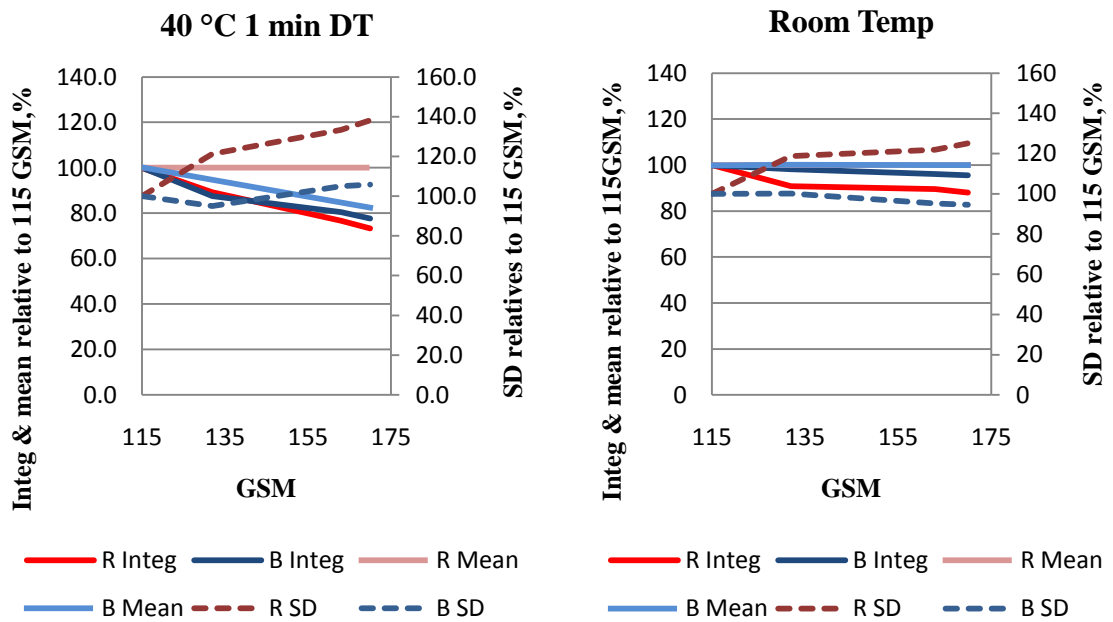 40 °C 1 min DT
Integ & mean relative to 115 GSM,%
140.0
120.0
100.0
80.0
60.0
40.0
20.0
0.0
160.0
140.0
120.0
100.0
80.0
60.0
40.0
20.0
0.0
SD relatives to 115 GSM,%
115 135 155 175
GSM
R Integ B Integ R Mean
B Mean R SD B SD
Room Temp
Integ & mean relative to 115GSM,%
140
120
100
80
60
40
20
0
160
140
120
100
80
60
40
20
0
SD relative to 115 GSM,%
115 135 155 175
GSM
R Integ B Integ R Mean
B Mean R SD B SD